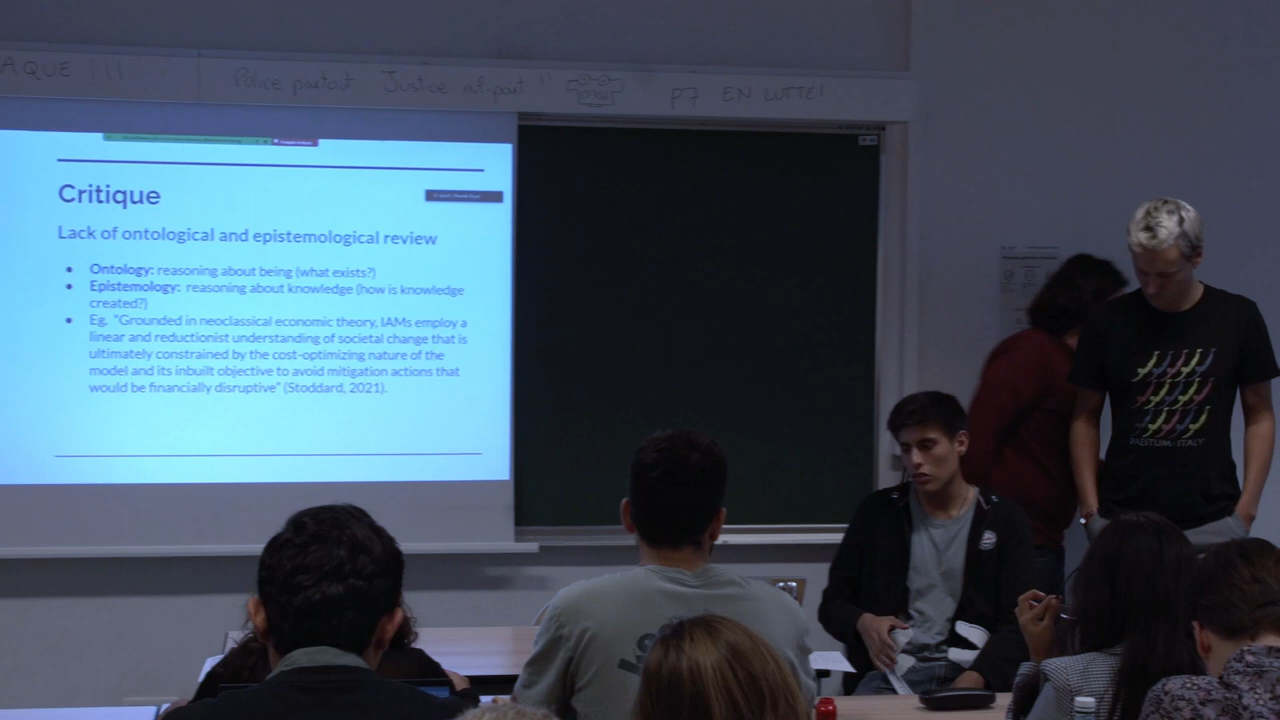 AQUE !!!
Police partout Justice nul-part !!
P7 EN LUTTE!
Critique
Lack of ontological and epistemological review
• Ontology: reasoning about being (what exists?)
• Epistemology: reasoning about knowledge (how is knowledge
created?)
• Eg. “Grounded in neoclassical economic theory, IAMs employ a
linear and reductionist understanding of societal change that is
ultimately constrained by the cost-optimizing nature of the
model and its inbuilt objective to avoid mitigation actions that
would be financially disruptive” (Stoddard, 2021).
PAESTUM - ITALY